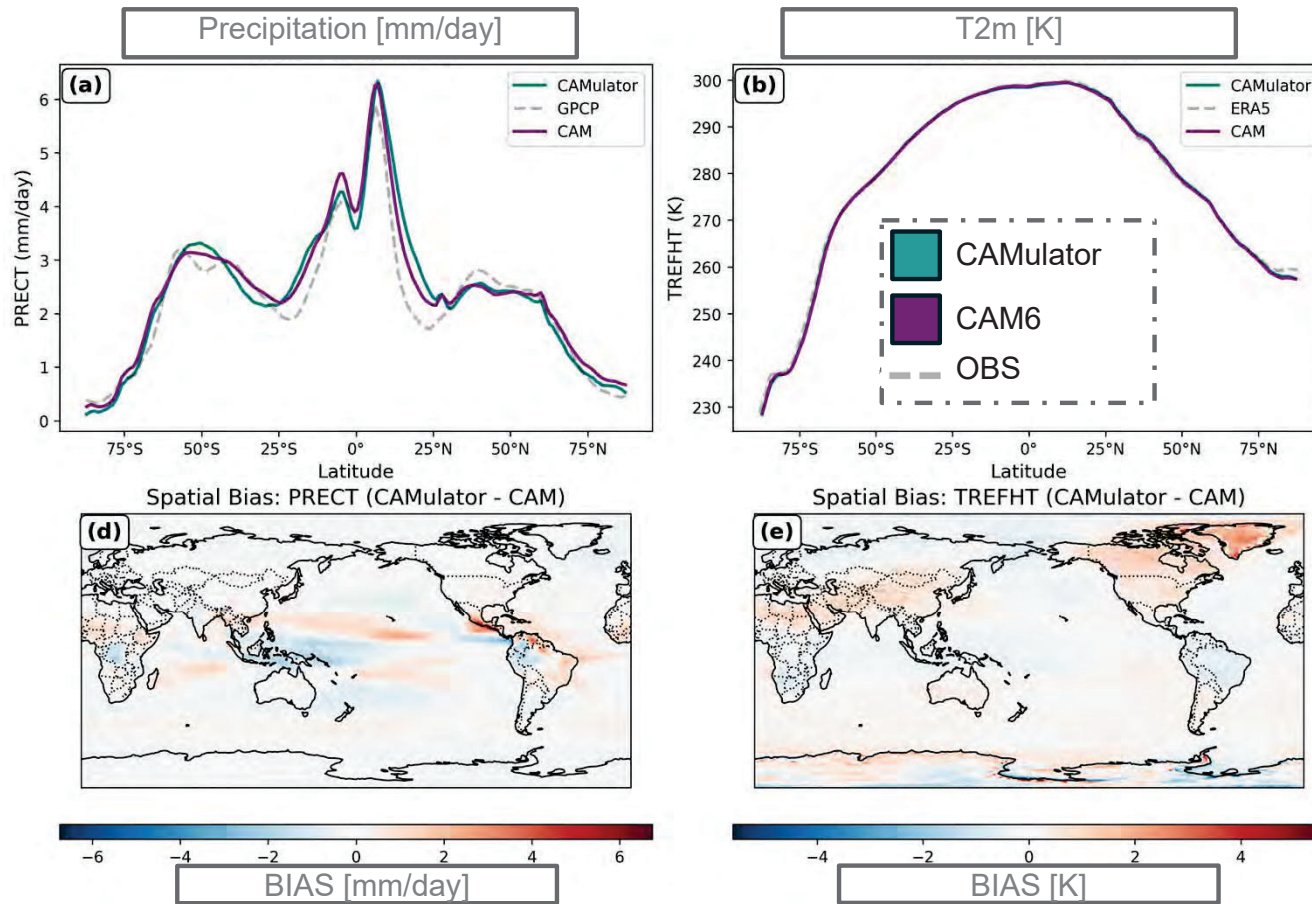 Precipitation [mm/day]
T2m [K]
(a)
CAMulator
GPCP
CAM
PRECT (mm/day)
6
5
4
3
2
1
0
75°S 50°S 25°S 0° 25°N 50°N 75°N
Latitude
(b)
CAMulator
ERA5
CAM
TREFHT (K)
300
290
280
270
260
250
240
230
CAMulator
CAM6
OBS
75°S 50°S 25°S 0° 25°N 50°N 75°N
Latitude
Spatial Bias: PRECT (CAMulator - CAM)
(d)
−6 −4 −2 0 2 4 6
BIAS [mm/day]
Spatial Bias: TREFHT (CAMulator - CAM)
(e)
−4 −2 0 2 4
BIAS [K]